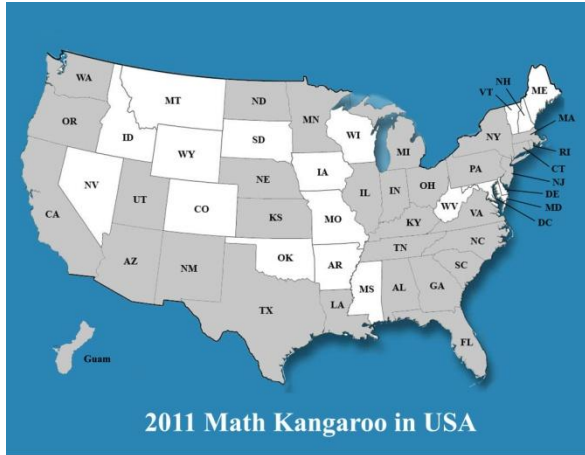 NH
VT
ME
WA
MT
ND
MN
OR
ID
SD
WI
MI
NY
MA
WY
RI
CT
IA
PA
NJ
NE
NV
OH
DE
IL
IN
UT
MD
CO
WV
VA
DC
CA
KS
MO
KY
NC
TN
OK
AR
SC
AZ
NM
MS
AL
GA
LA
TX
FL
Guam
2011 Math Kangaroo in USA